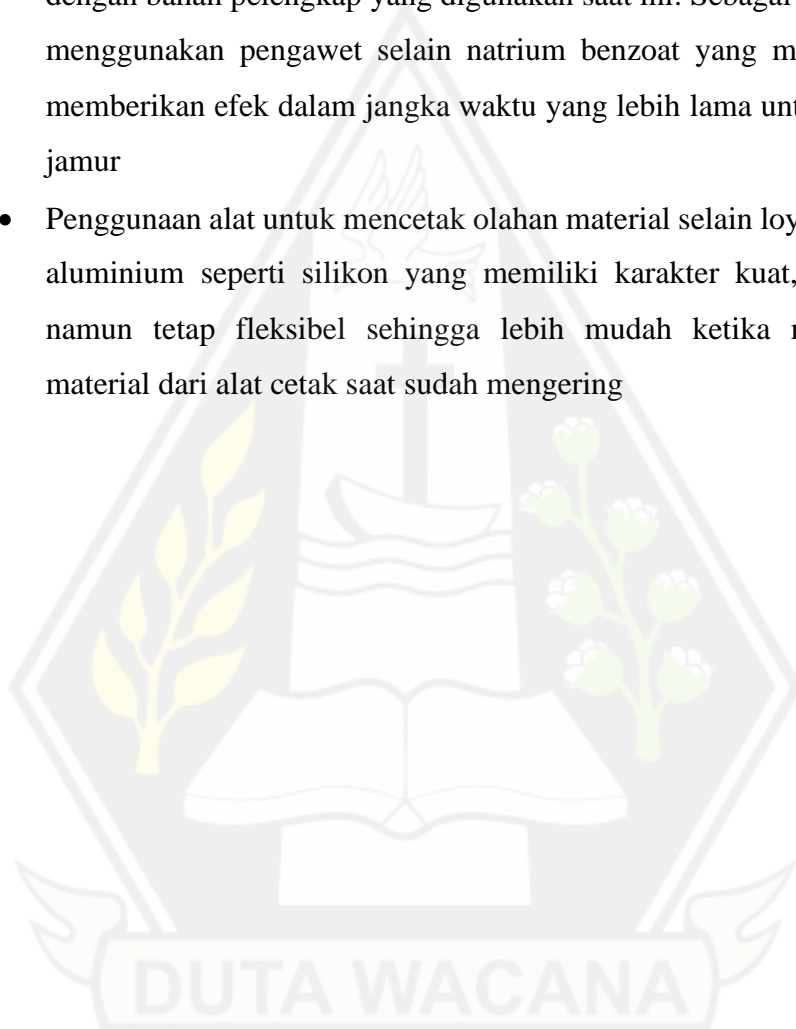 dengan bahan pelengkap yang digunakan saat ini. Sebagai
menggunakan pengawet selain natrium benzoat yang
memberikan efek dalam jangka waktu yang lebih lama
jamur
• Penggunaan alat untuk mencetak olahan material selain
aluminium seperti silikon yang memiliki karakter kuat,
namun tetap fleksibel sehingga lebih mudah ketika
material dari alat cetak saat sudah mengering
DUTA WACANA